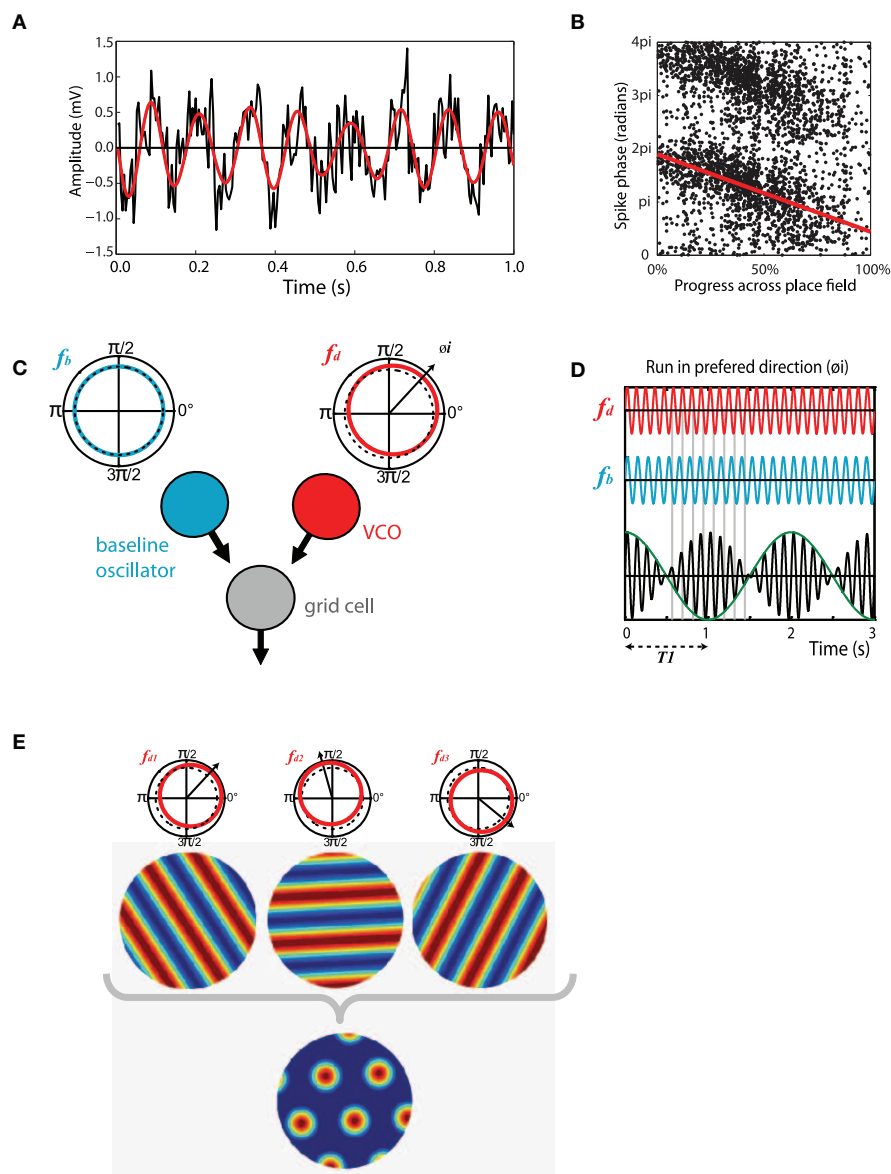 A
Amplitude (mV)
1.5
1.0
0.5
0.0
-0.5
-1.0
-1.5
0.0 0.2 0.4 0.6 0.8 1.0
Time (s)
B
Spike phase (radians)
4pi
3pi
2pi
pi
0
0% 50% 100%
Progress across place field
C
fb
π/2
π
0°
3π/2
fd
π/2
øi
π
0°
3π/2
baseline
oscillator
VCO
grid cell
D
Run in prefered direction (øi)
fd
fb
0 1 2 3
T1
Time (s)
E
fd1
π/2
π
0°
3π/2
fd2
π/2
π
0°
3π/2
fd3
π/2
π
0°
3π/2